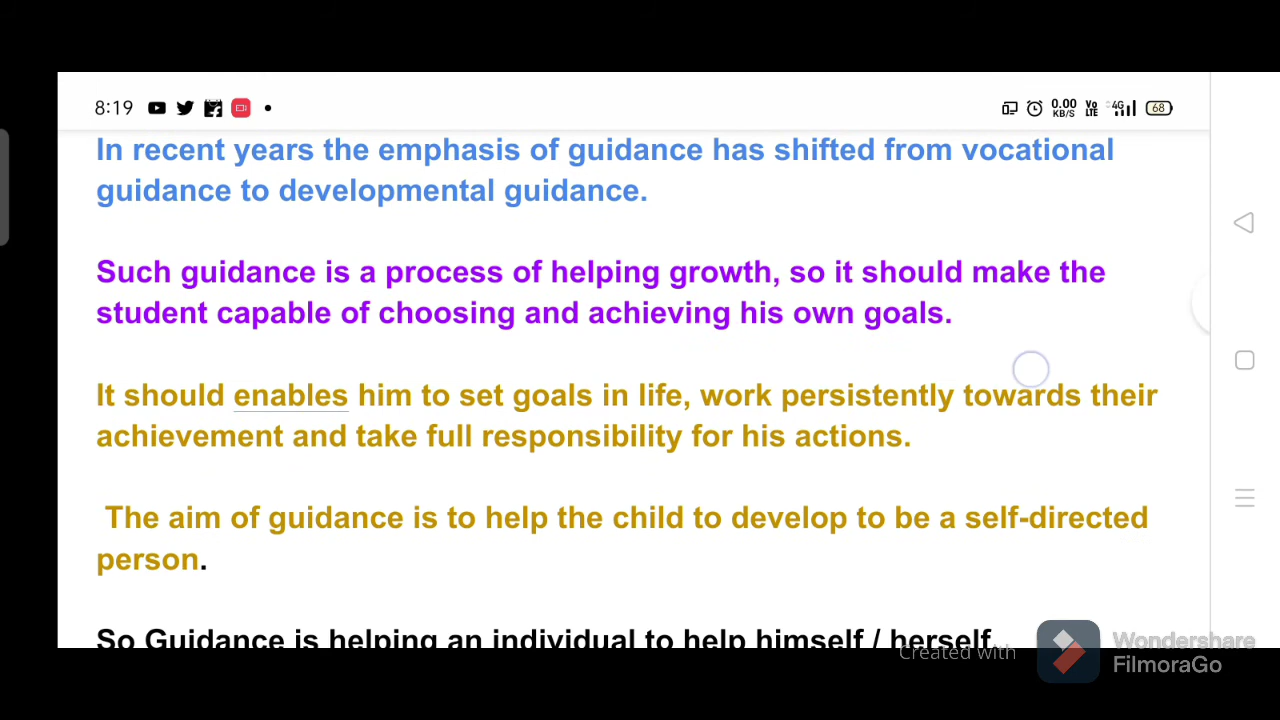 8:19 0.00 KB/S Vo LTE 4G 68
In recent years the emphasis of guidance has shifted from vocational
guidance to developmental guidance.
Such guidance is a process of helping growth, so it should make the
student capable of choosing and achieving his own goals.
It should enables him to set goals in life, work persistently towards their
achievement and take full responsibility for his actions.
The aim of guidance is to help the child to develop to be a self-directed
person.
So Guidance is helping an individual to help himself / herself
Created with Wondershare
FilmoraGo